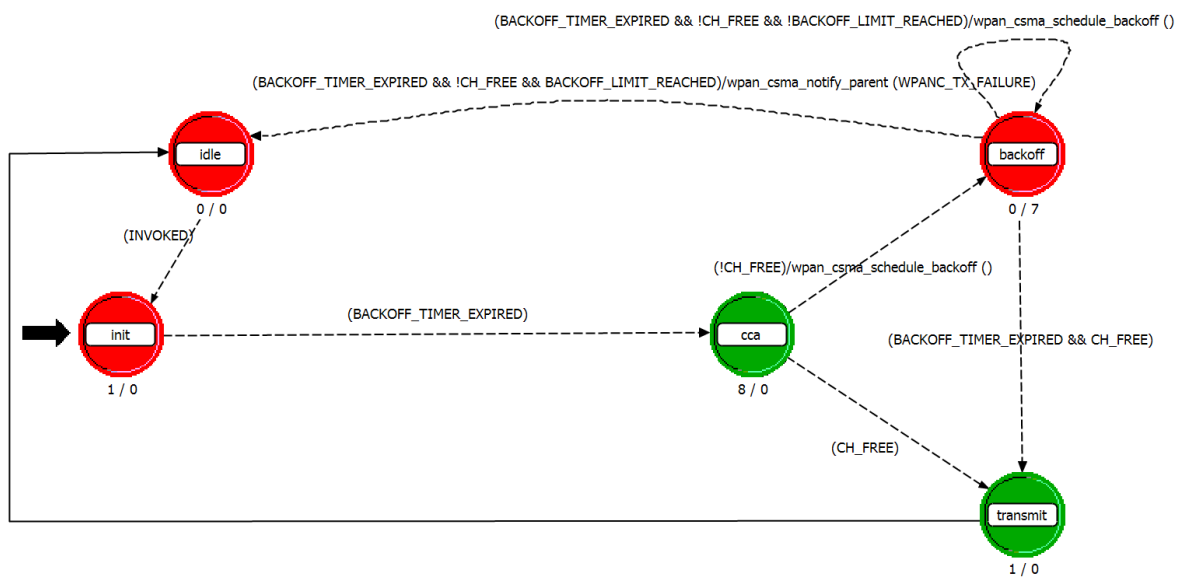 (BACKOFF_TIMER_EXPIRED && !CH_FREE && !BACKOFF_LIMIT_REACHED)/wpan_csma_schedule_backoff ()
(BACKOFF_TIMER_EXPIRED && !CH_FREE && BACKOFF_LIMIT_REACHED)/wpan_csma_notify_parent (WPANC_TX_FAILURE)
idle
backoff
0 / 0
0 / 7
(INVOKED)
(!CH_FREE)/wpan_csma_schedule_backoff ()
(BACKOFF_TIMER_EXPIRED)
init
cca
(BACKOFF_TIMER_EXPIRED && CH_FREE)
1 / 0
8 / 0
(CH_FREE)
transmit
1 / 0